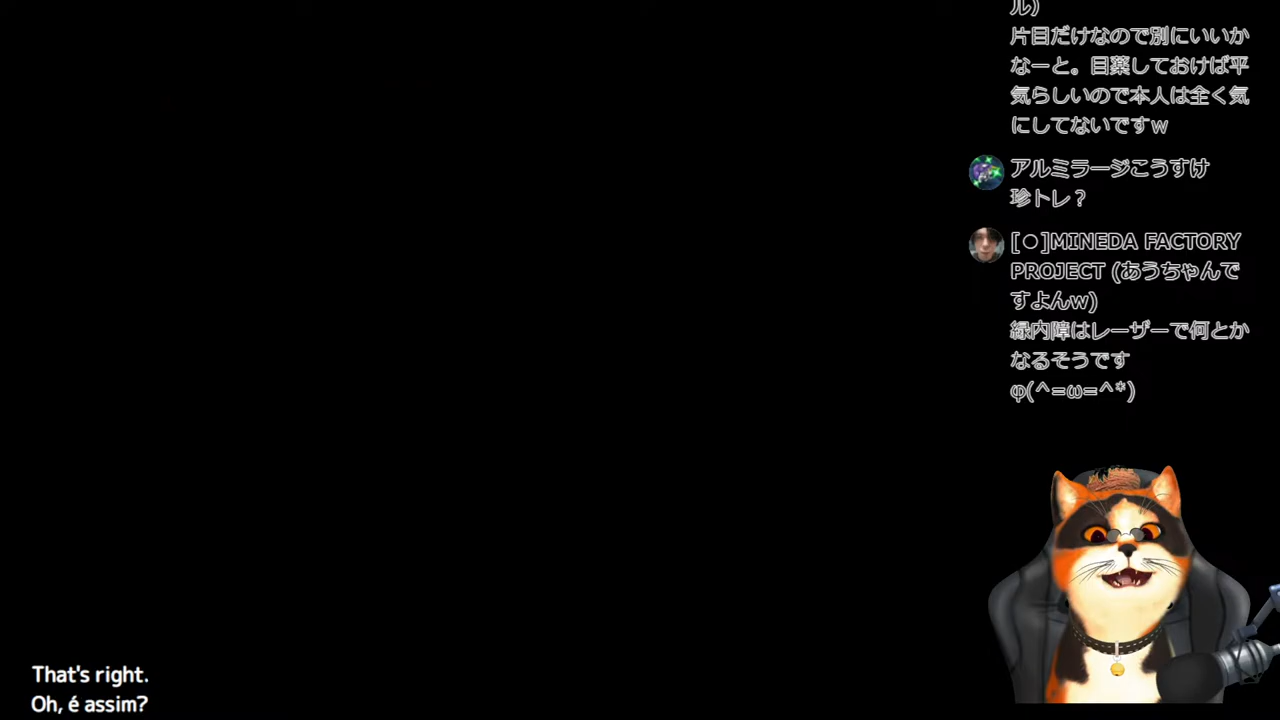 ル)
片目だけなので別にいいか
なーと。目薬しておけば平
気らしいので本人は全く気
にしてないですw
アルミラージこうすけ
珍トレ？
[○]MINEDA FACTORY
PROJECT (あうちゃんで
すよんw)
緑内障はレーザーで何とか
なるそうです
φ(^=ω=^*)
That's right.
Oh, é assim?